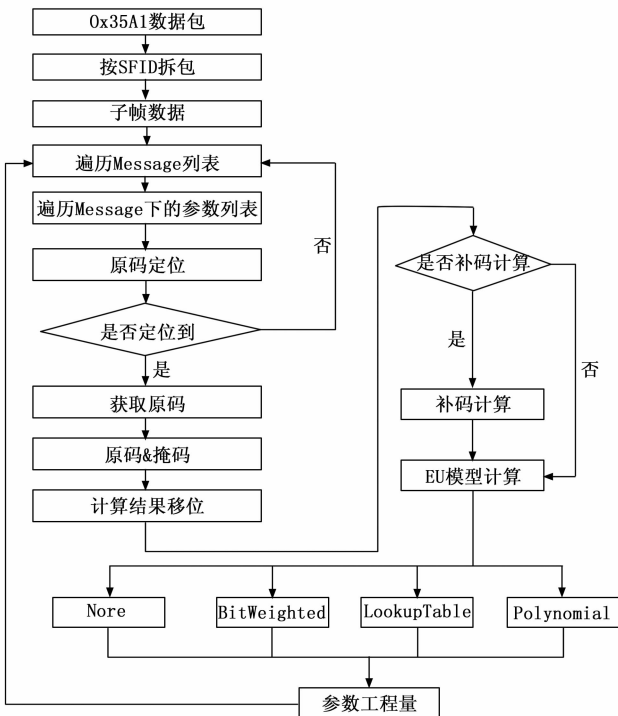 0x35A1数据包
按SFID拆包
子帧数据
遍历Message列表
遍历Message下的参数列表
原码定位
否
是否定位到
是
获取原码
原码&掩码
计算结果移位
是否补码计算
是
否
补码计算
EU模型计算
Nore
BitWeighted
LookupTable
Polynomial
参数工程量